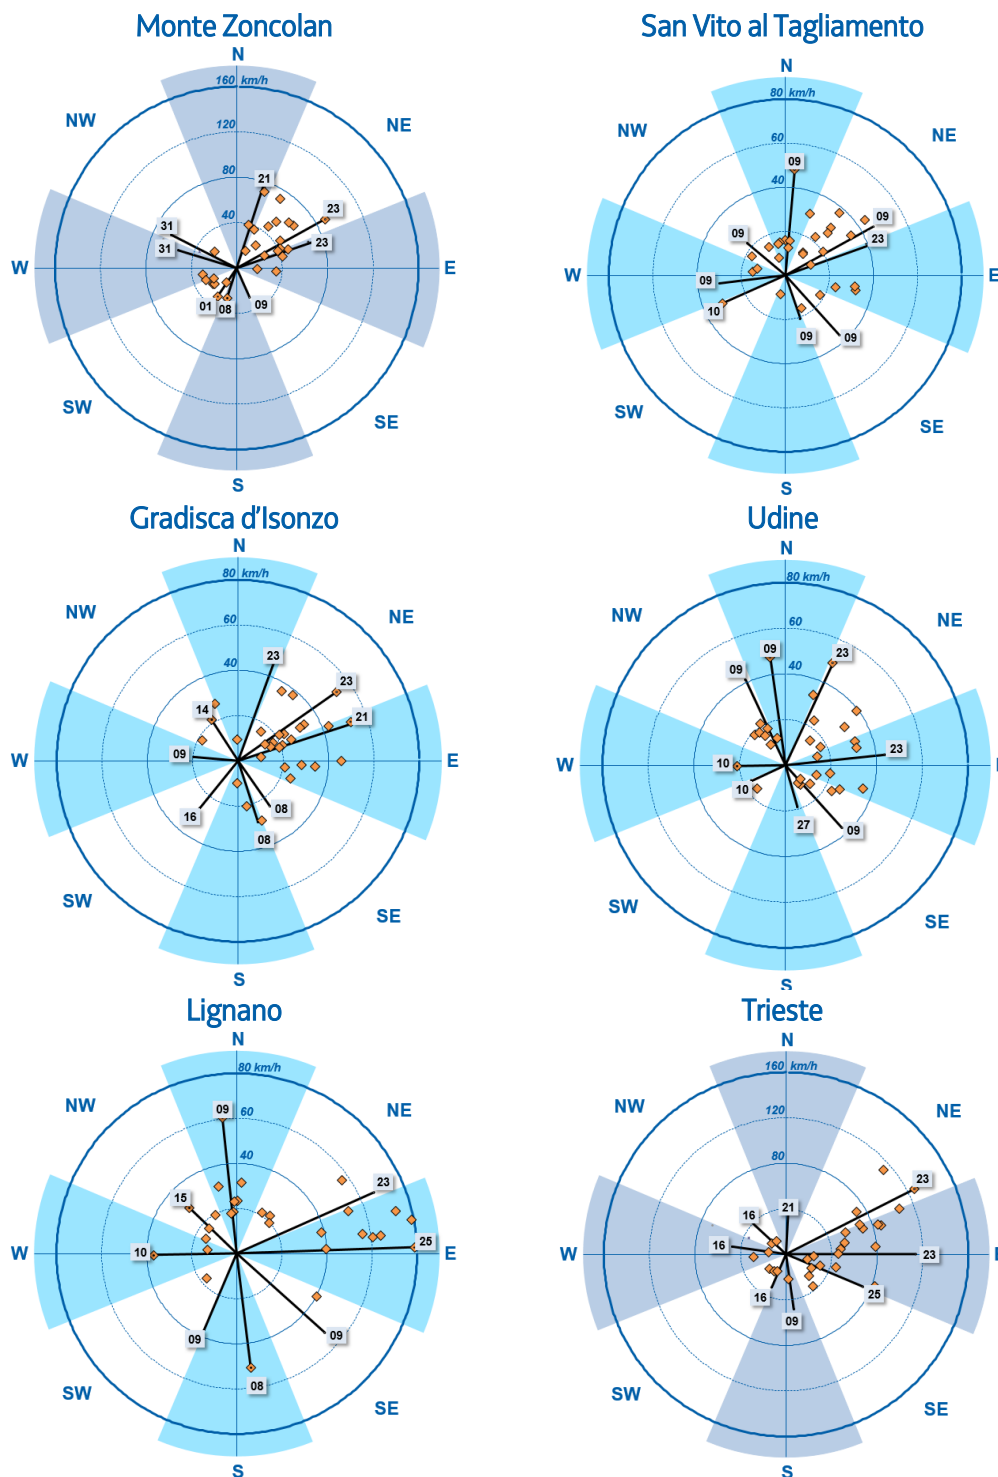 Monte Zoncolan
N
160 km/h
NW
NE
120
80
21
40
23
31
23
31
W
E
01
08
09
SW
SE
S
San Vito al Tagliamento
N
80 km/h
NW
NE
60
09
40
09
09
23
W
E
09
10
09
09
SW
SE
S
Gradisca d'Isonzo
N
80 km/h
NW
NE
60
40
23
23
14
21
09
W
E
16
08
08
SW
SE
S
Udine
N
80 km/h
NW
NE
60
09
23
40
09
23
W
10
10
27
09
SW
SE
S
Lignano
N
80 km/h
NW
NE
09
60
40
23
15
25
W
E
10
09
09
08
SW
SE
S
Trieste
N
160 km/h
NW
NE
120
80
23
21
16
16
23
W
25
16
09
SW
SE
S